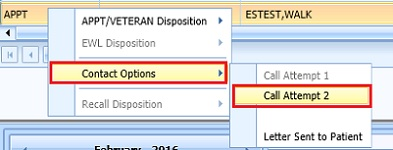 APPT
ESTEST,WALK
APPT/VETERAN Disposition
EWL Disposition
Contact Options
Recall Disposition
Call Attempt 1
Call Attempt 2
Letter Sent to Patient
February, 2016